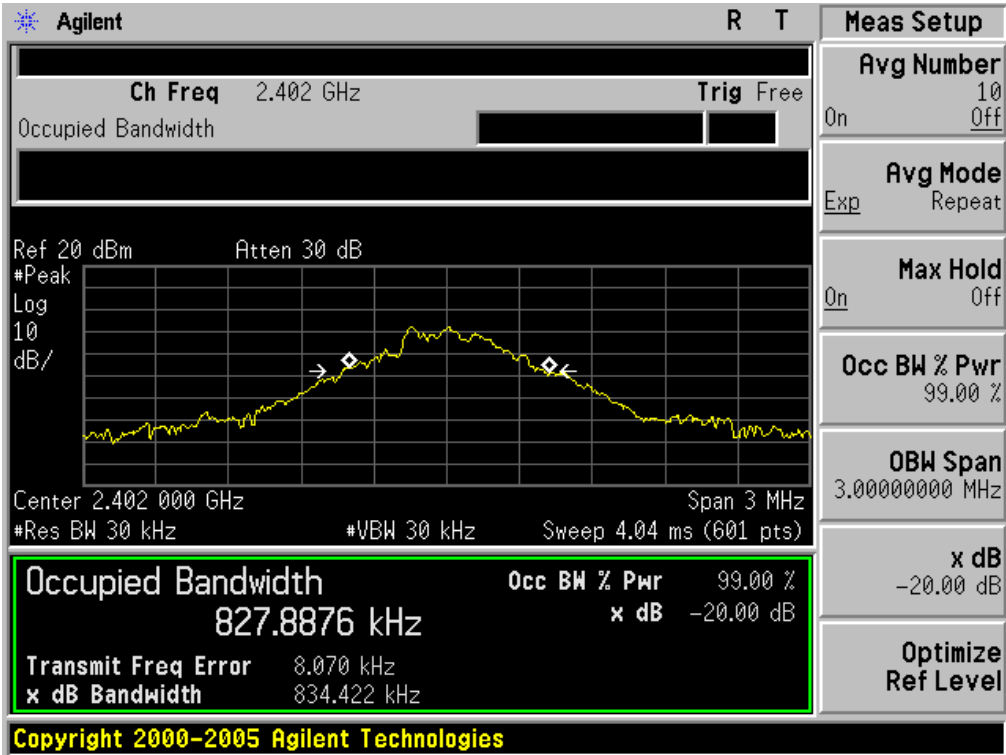 Agilent R T
Ch Freq 2.402 GHz Trig Free
Occupied Bandwidth
Ref 20 dBm Atten 30 dB
#Peak
Log
10
dB/
Center 2.402 000 GHz Span 3 MHz
#Res BW 30 kHz #VBW 30 kHz Sweep 4.04 ms (601 pts)
Occupied Bandwidth Occ BW % Pwr 99.00 %
827.8876 kHz x dB -20.00 dB
Transmit Freq Error 8.070 kHz
x dB Bandwidth 834.422 kHz
Copyright 2000-2005 Agilent Technologies
Meas Setup
Avg Number
10
On Off
Avg Mode
Exp Repeat
Max Hold
On Off
Occ BW % Pwr
99.00 %
OBW Span
3.00000000 MHz
x dB
-20.00 dB
Optimize
Ref Level